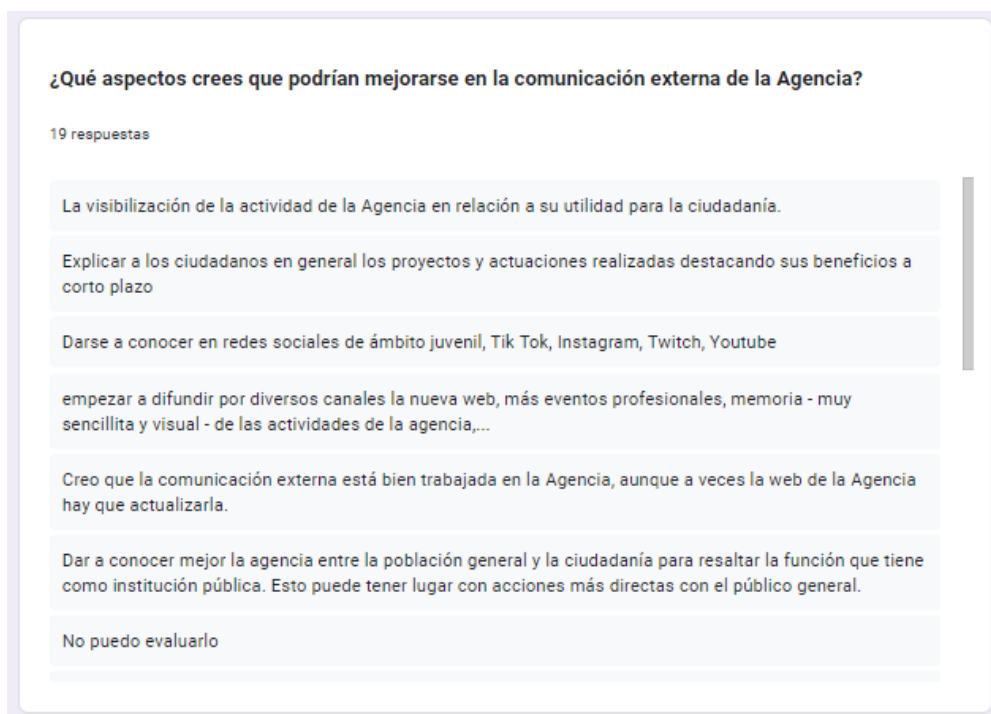 ¿Qué aspectos crees que podrían mejorarse en la comunicación externa de la Agencia?
19 respuestas
La visibilización de la actividad de la Agencia en relación a su utilidad para la ciudadanía.
Explicar a los ciudadanos en general los proyectos y actuaciones realizadas destacando sus beneficios a
corto plazo
Darse a conocer en redes sociales de ámbito juvenil, Tik Tok, Instagram, Twitch, Youtube
empezar a difundir por diversos canales la nueva web, más eventos profesionales, memoria - muy
sencillita y visual - de las actividades de la agencia,...
Creo que la comunicación externa está bien trabajada en la Agencia, aunque a veces la web de la Agencia
hay que actualizarla.
Dar a conocer mejor la agencia entre la población general y la ciudadanía para resaltar la función que tiene
como institución pública. Esto puede tener lugar con acciones más directas con el público general.
No puedo evaluarlo